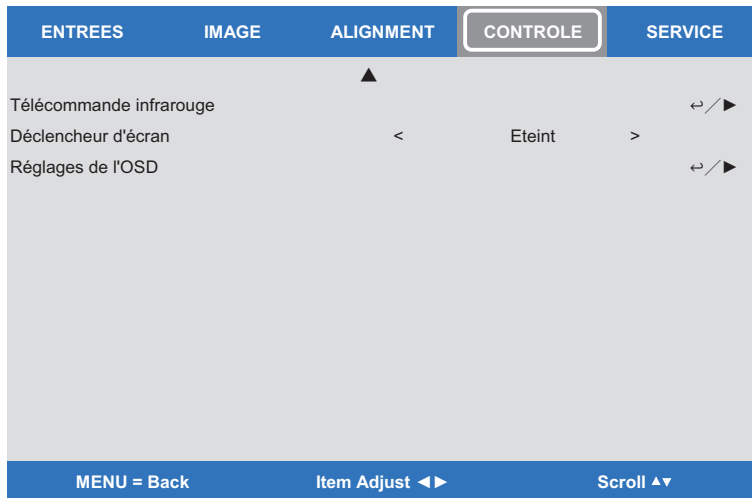 ENTREES IMAGE ALIGNMENT CONTROLE SERVICE
▲
Télécommande infrarouge ↩/►
Déclencheur d'écran < Eteint >
Réglages de l'OSD ↩/►
MENU = Back Item Adjust ◄► Scroll ▲▼